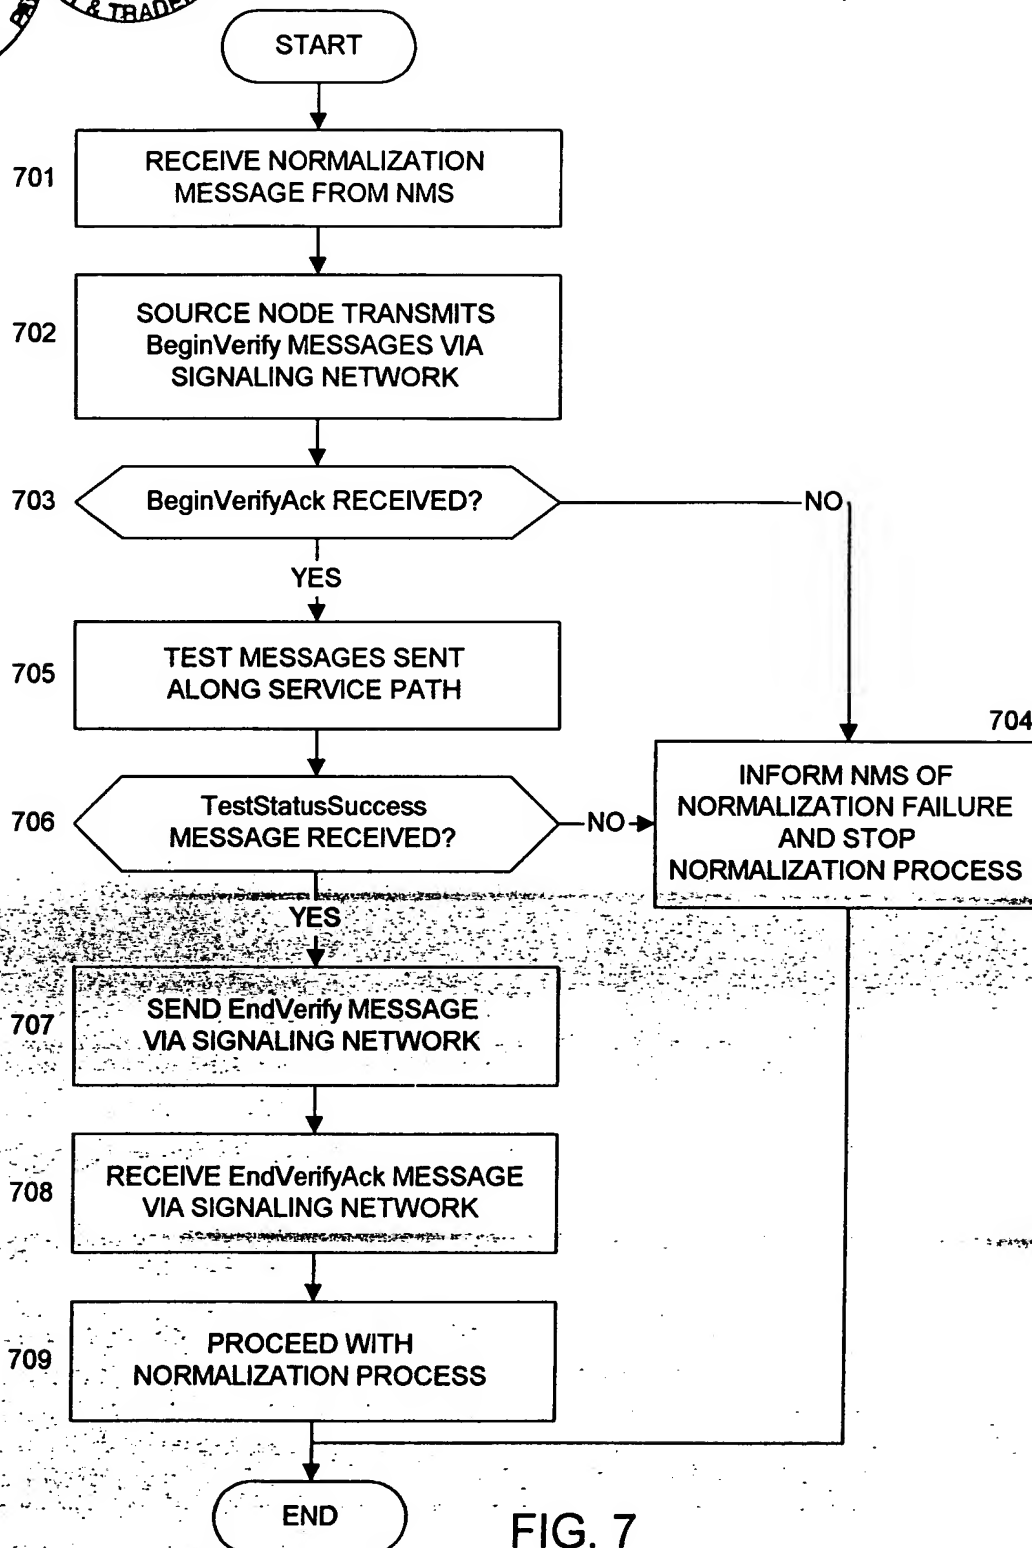 & TRADE
START
701
RECEIVE NORMALIZATION
MESSAGE FROM NMS
702
SOURCE NODE TRANSMITS
BeginVerify MESSAGES VIA
SIGNALING NETWORK
703
BeginVerifyAck RECEIVED?
NO
YES
705
TEST MESSAGES SENT
ALONG SERVICE PATH
704
INFORM NMS OF
NORMALIZATION FAILURE
AND STOP
NORMALIZATION PROCESS
706
TestStatusSuccess
MESSAGE RECEIVED?
NO
YES
707
SEND EndVerify MESSAGE
VIA SIGNALING NETWORK
708
RECEIVE EndVerifyAck MESSAGE
VIA SIGNALING NETWORK
709
PROCEED WITH
NORMALIZATION PROCESS
END
FIG. 7